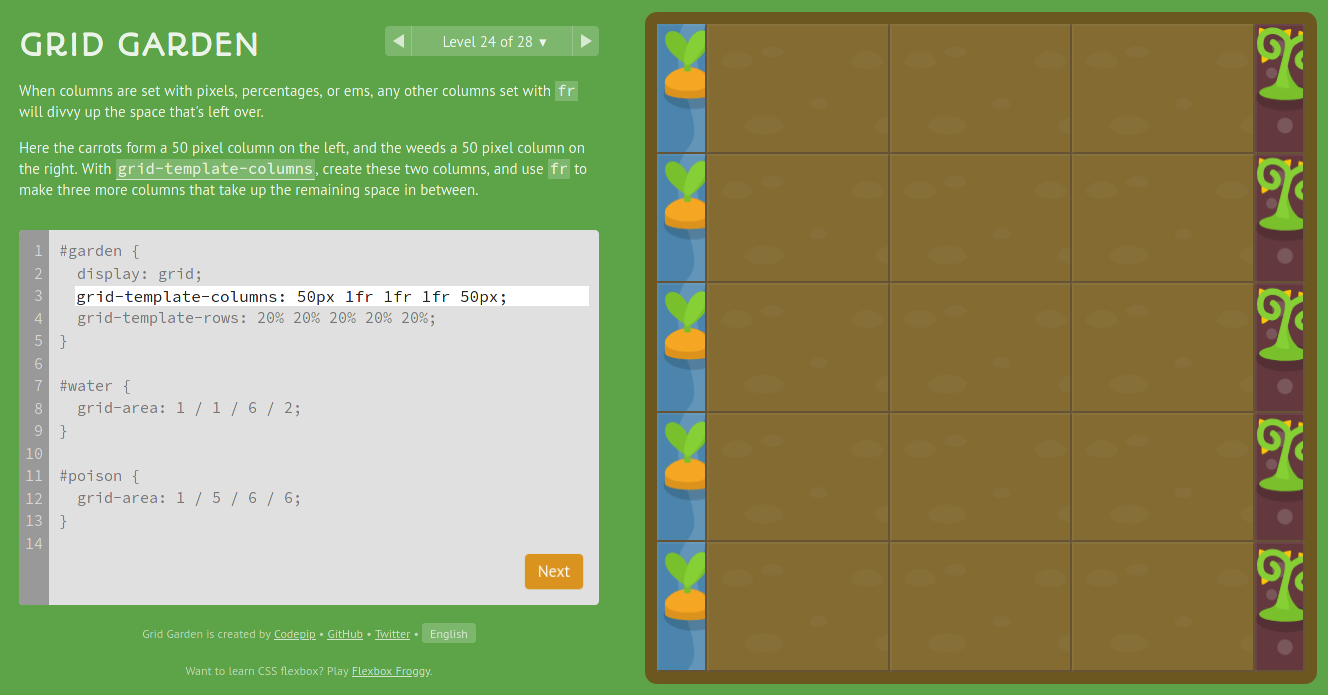 GRID GARDEN
◀ Level 24 of 28 ▼ ▶
When columns are set with pixels, percentages, or ems, any other columns set with fr
will divvy up the space that's left over.
Here the carrots form a 50 pixel column on the left, and the weeds a 50 pixel column on
the right. With grid-template-columns, create these two columns, and use fr to
make three more columns that take up the remaining space in between.
1 #garden {
2 display: grid;
3 grid-template-columns: 50px 1fr 1fr 1fr 50px;
4 grid-template-rows: 20% 20% 20% 20% 20%;
5 }
6
7 #water {
8 grid-area: 1 / 1 / 6 / 2;
9 }
10
11 #poison {
12 grid-area: 1 / 5 / 6 / 6;
13 }
14
Next
Grid Garden is created by Codepip • GitHub • Twitter • English
Want to learn CSS flexbox? Play Flexbox Froggy.